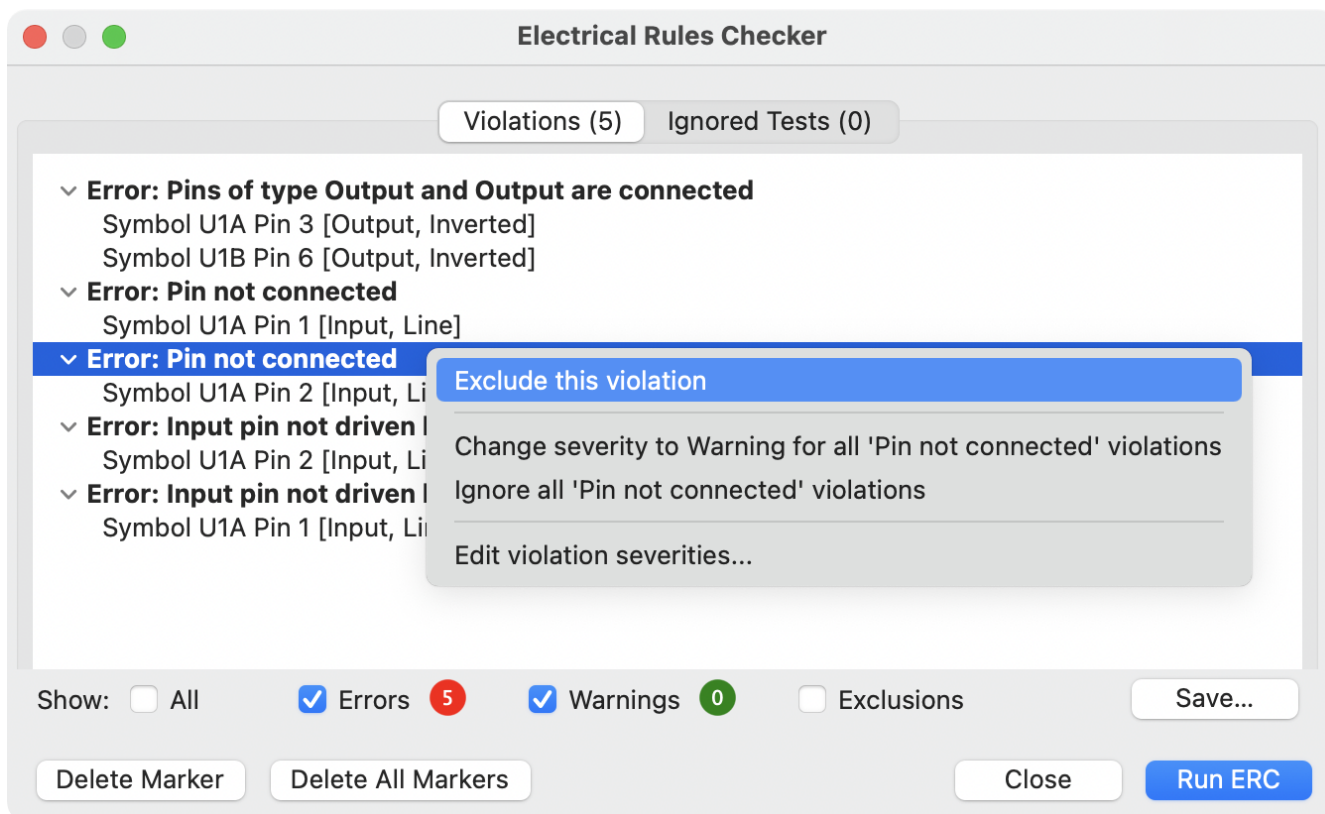 Electrical Rules Checker
Violations (5) Ignored Tests (0)
Error: Pins of type Output and Output are connected
Symbol U1A Pin 3 [Output, Inverted]
Symbol U1B Pin 6 [Output, Inverted]
Error: Pin not connected
Symbol U1A Pin 1 [Input, Line]
Error: Pin not connected
Symbol U1A Pin 2 [Input,
Error: Input pin not driven
Symbol U1A Pin 2 [Input,
Error: Input pin not driven
Symbol U1A Pin 1 [Input,
Exclude this violation
Change severity to Warning for all 'Pin not connected' violations
Ignore all 'Pin not connected' violations
Edit violation severities...
Show: All Errors 5 Warnings 0 Exclusions Save...
Delete Marker Delete All Markers Close Run ERC